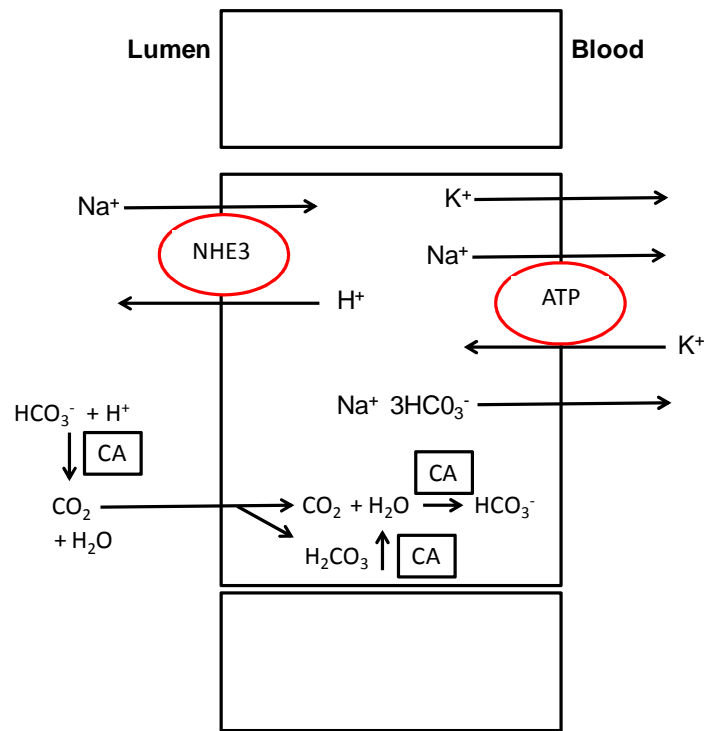 Lumen
Blood
Na⁺
K⁺
NHE3
Na⁺
ATP
H⁺
K⁺
Na⁺ 3HC0₃⁻
HCO₃⁻ + H⁺
CA
CA
CO₂
+ H₂O
CO₂ + H₂O
HCO₃⁻
H₂CO₃
CA